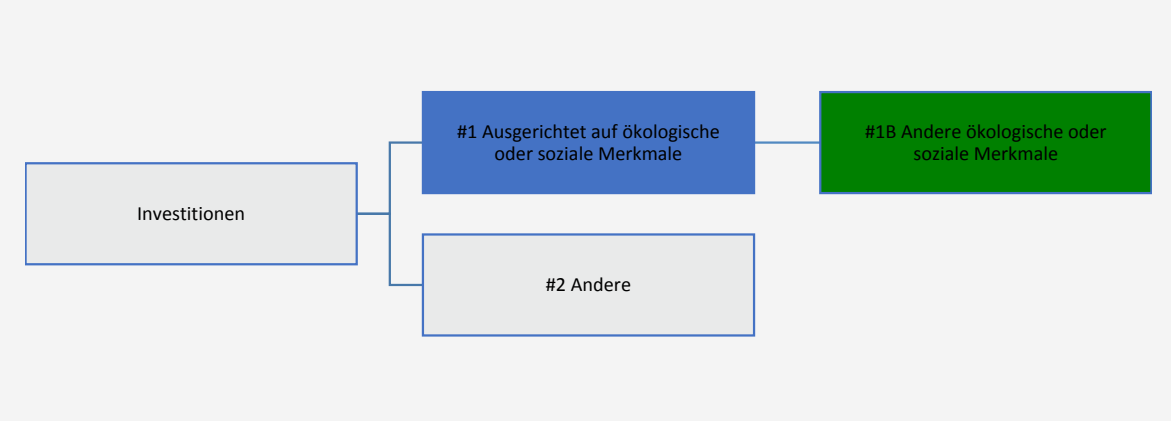 #1 Ausgerichtet auf ökologische
oder soziale Merkmale
#1B Andere ökologische oder
soziale Merkmale
Investitionen
#2 Andere